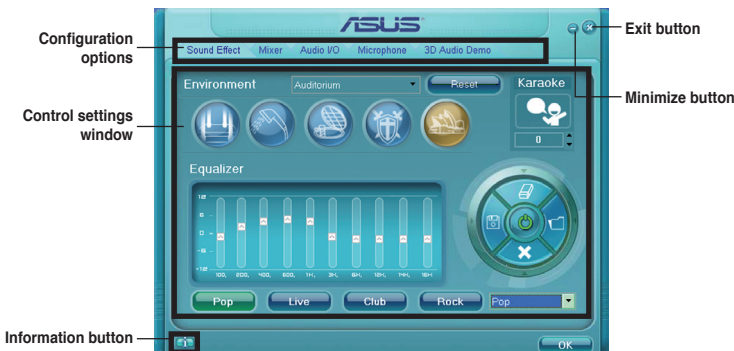 ASUS
Configuration options
Exit button
Sound Effect Mixer Audio I/O Microphone 3D Audio Demo
Environment Auditorium Reset Karaoke
Minimize button
Control settings window
0
Equalizer
12
6
0
-6
-12
100, 200, 400, 600, 1K, 3K, 6K, 12K, 14K, 16K
Pop Live Club Rock Pop
Information button
i
OK